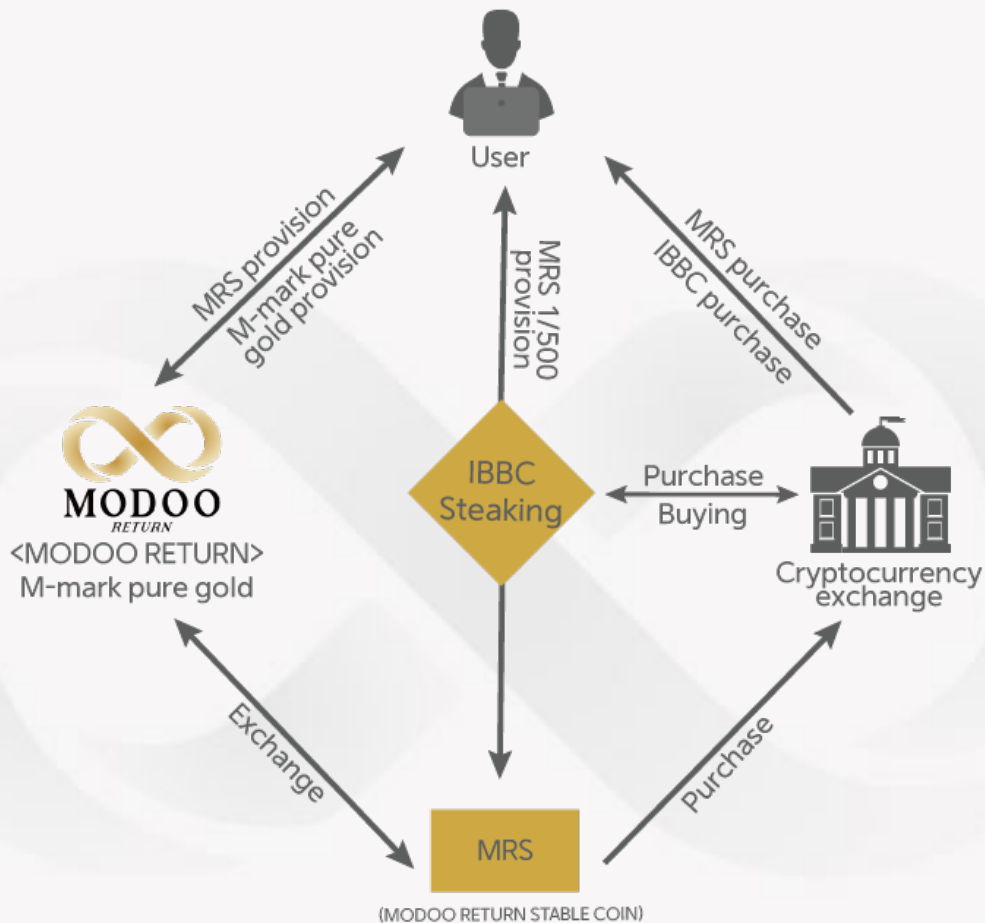 User
MRS provision
M-mark pure
gold provision
MRS 1/500
provision
MRS purchase
IBBC purchase
MODOO
RETURN
<MODOO RETURN>
M-mark pure gold
IBBC
Steaking
Purchase
Buying
Cryptocurrency
exchange
Exchange
Purchase
MRS
(MODOO RETURN STABLE COIN)